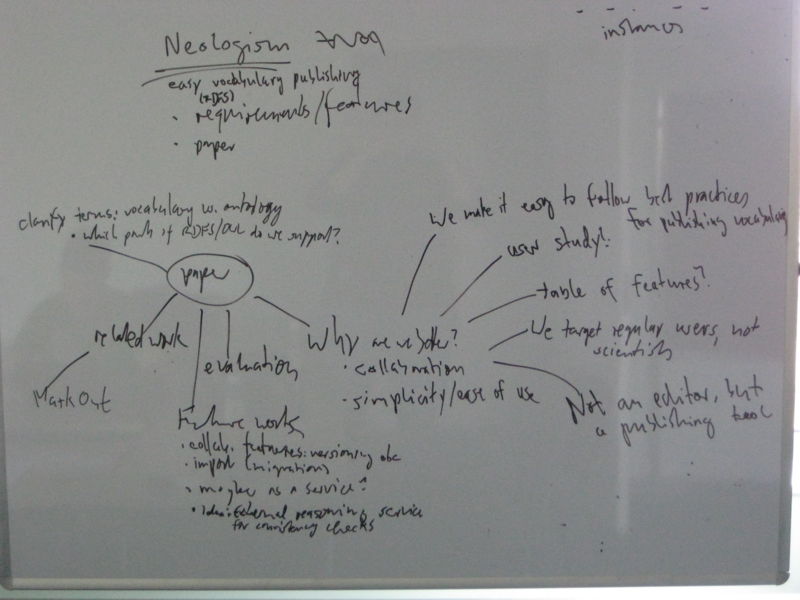 instances
Neologism
easy vocabulary publishing
(RDFS)
• requirements/features
• paper
clarify terms: vocabulary vs. ontology
• which parts of RDFS/OWL do we support?
paper
related work
MarkOut
evaluation
Future works
• collab. features: versioning etc
• import (migration)
• maybe as a service?
• Idea: External reasoning service
for consistency checks
Why are we better?
• collaboration
• simplicity/ease of use
We make it easy to follow best practices
for publishing vocabularies
user study?
table of features?
We target regular users, not
scientists
Not an editor, but
a publishing tool